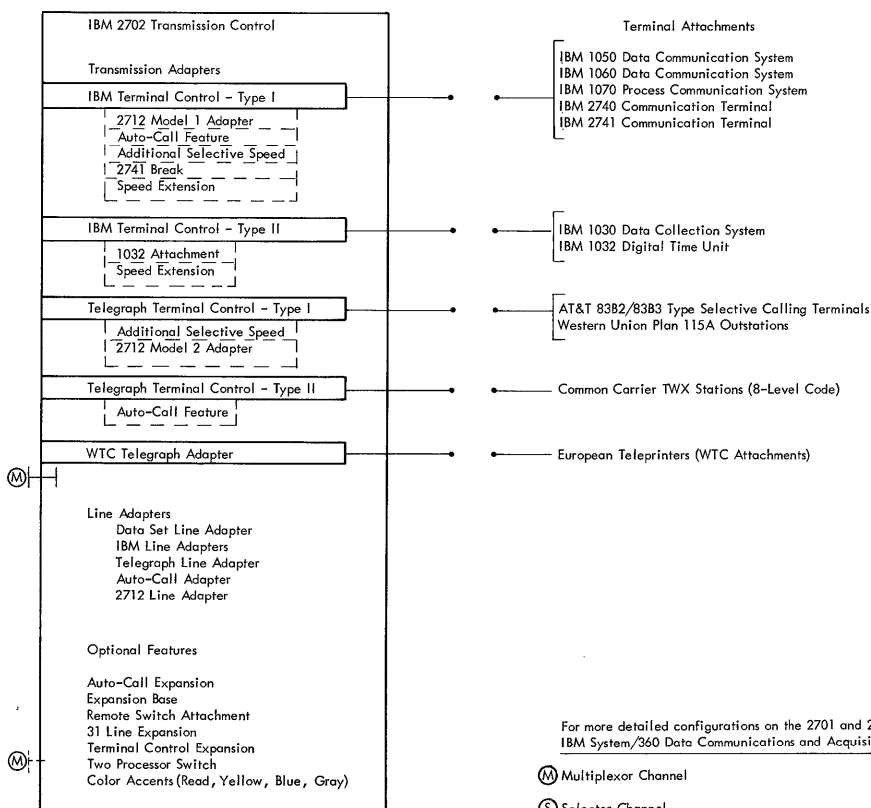 IBM 2702 Transmission Control
Transmission Adapters
IBM Terminal Control - Type I
2712 Model 1 Adapter
Auto-Call Feature
Additional Selective Speed
2741 Break
Speed Extension
IBM Terminal Control - Type II
1032 Attachment
Speed Extension
Telegraph Terminal Control - Type I
Additional Selective Speed
2712 Model 2 Adapter
Telegraph Terminal Control - Type II
Auto-Call Feature
WTC Telegraph Adapter
M
Line Adapters
Data Set Line Adapter
IBM Line Adapters
Telegraph Line Adapter
Auto-Call Adapter
2712 Line Adapter
Optional Features
Auto-Call Expansion
Expansion Base
Remote Switch Attachment
31 Line Expansion
Terminal Control Expansion
Two Processor Switch
Color Accents (Read, Yellow, Blue, Gray)
M
Terminal Attachments
IBM 1050 Data Communication System
IBM 1060 Data Communication System
IBM 1070 Process Communication System
IBM 2740 Communication Terminal
IBM 2741 Communication Terminal
IBM 1030 Data Collection System
IBM 1032 Digital Time Unit
AT&T 83B2/83B3 Type Selective Calling Terminals
Western Union Plan 115A Outstations
Common Carrier TWX Stations (8-Level Code)
European Teleprinters (WTC Attachments)
For more detailed configurations on the 2701 and 2
IBM System/360 Data Communications and Acquisi
M Multiplexor Channel
S Selector Channel